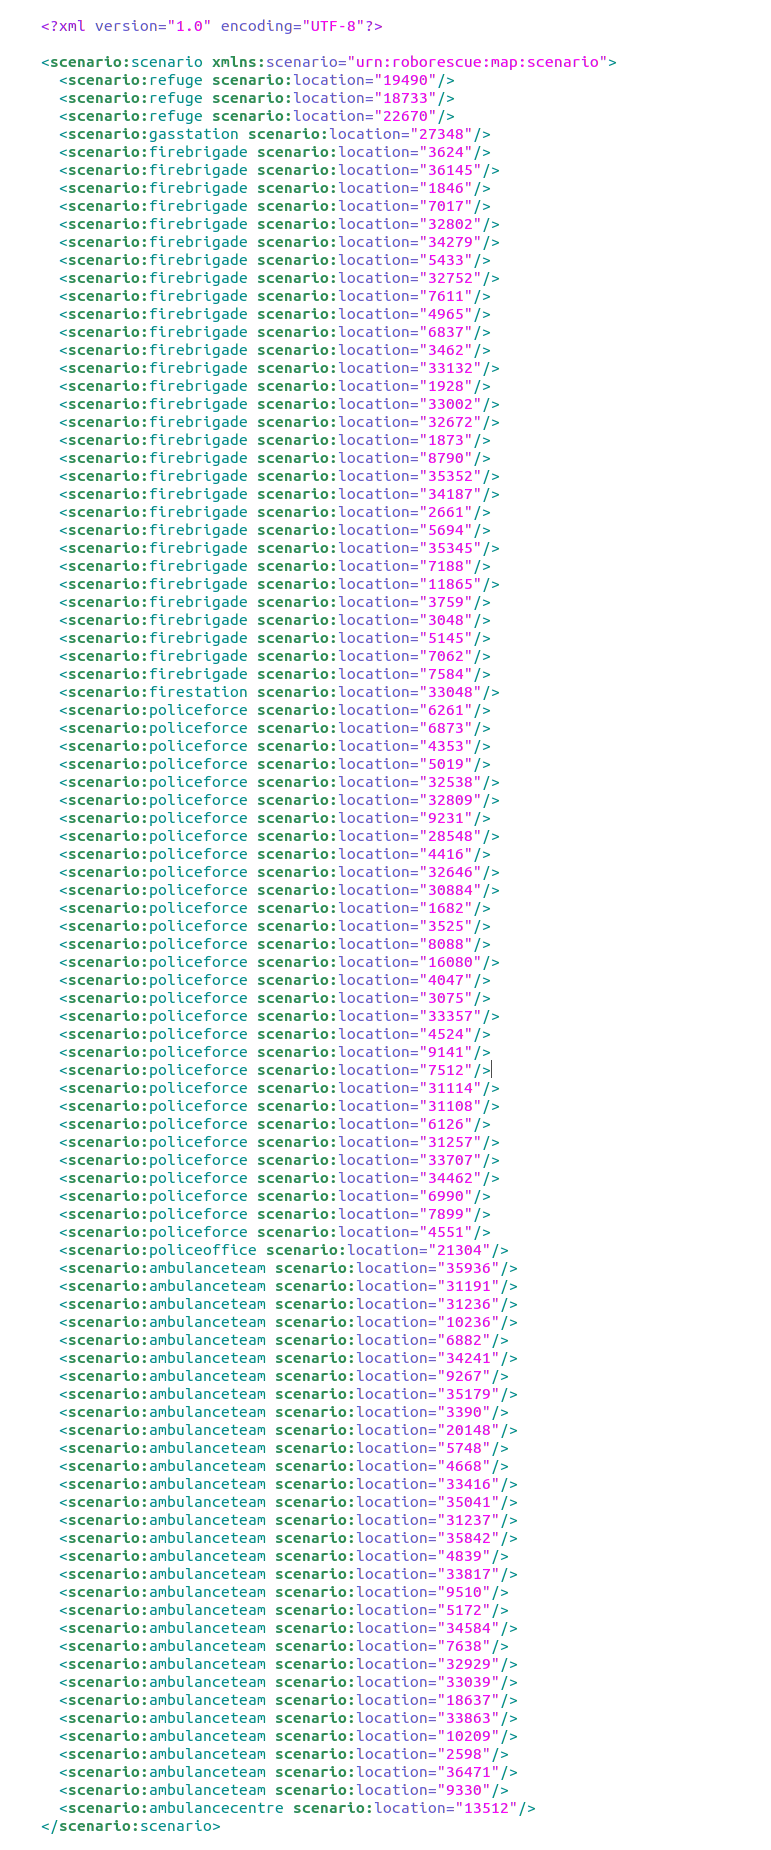 <?xml version="1.0" encoding="UTF-8"?>
<scenario:scenario xmlns:scenario="urn:roborescue:map:scenario">
<scenario:refuge scenario:location="19490"/>
<scenario:refuge scenario:location="18733"/>
<scenario:refuge scenario:location="22670"/>
<scenario:gasstation scenario:location="27348"/>
<scenario:firebrigade scenario:location="3624"/>
<scenario:firebrigade scenario:location="36145"/>
<scenario:firebrigade scenario:location="1846"/>
<scenario:firebrigade scenario:location="7017"/>
<scenario:firebrigade scenario:location="32802"/>
<scenario:firebrigade scenario:location="34279"/>
<scenario:firebrigade scenario:location="5433"/>
<scenario:firebrigade scenario:location="32752"/>
<scenario:firebrigade scenario:location="7611"/>
<scenario:firebrigade scenario:location="4965"/>
<scenario:firebrigade scenario:location="6837"/>
<scenario:firebrigade scenario:location="3462"/>
<scenario:firebrigade scenario:location="33132"/>
<scenario:firebrigade scenario:location="1928"/>
<scenario:firebrigade scenario:location="33002"/>
<scenario:firebrigade scenario:location="32672"/>
<scenario:firebrigade scenario:location="1873"/>
<scenario:firebrigade scenario:location="8790"/>
<scenario:firebrigade scenario:location="35352"/>
<scenario:firebrigade scenario:location="34187"/>
<scenario:firebrigade scenario:location="2661"/>
<scenario:firebrigade scenario:location="5694"/>
<scenario:firebrigade scenario:location="35345"/>
<scenario:firebrigade scenario:location="7188"/>
<scenario:firebrigade scenario:location="11865"/>
<scenario:firebrigade scenario:location="3759"/>
<scenario:firebrigade scenario:location="3048"/>
<scenario:firebrigade scenario:location="5145"/>
<scenario:firebrigade scenario:location="7062"/>
<scenario:firebrigade scenario:location="7584"/>
<scenario:firestation scenario:location="33048"/>
<scenario:policeforce scenario:location="6261"/>
<scenario:policeforce scenario:location="6873"/>
<scenario:policeforce scenario:location="4353"/>
<scenario:policeforce scenario:location="5019"/>
<scenario:policeforce scenario:location="32538"/>
<scenario:policeforce scenario:location="32809"/>
<scenario:policeforce scenario:location="9231"/>
<scenario:policeforce scenario:location="28548"/>
<scenario:policeforce scenario:location="4416"/>
<scenario:policeforce scenario:location="32646"/>
<scenario:policeforce scenario:location="30884"/>
<scenario:policeforce scenario:location="1682"/>
<scenario:policeforce scenario:location="3525"/>
<scenario:policeforce scenario:location="8088"/>
<scenario:policeforce scenario:location="16080"/>
<scenario:policeforce scenario:location="4047"/>
<scenario:policeforce scenario:location="3075"/>
<scenario:policeforce scenario:location="33357"/>
<scenario:policeforce scenario:location="4524"/>
<scenario:policeforce scenario:location="9141"/>
<scenario:policeforce scenario:location="7512"/>
<scenario:policeforce scenario:location="31114"/>
<scenario:policeforce scenario:location="31108"/>
<scenario:policeforce scenario:location="6126"/>
<scenario:policeforce scenario:location="31257"/>
<scenario:policeforce scenario:location="33707"/>
<scenario:policeforce scenario:location="34462"/>
<scenario:policeforce scenario:location="6990"/>
<scenario:policeforce scenario:location="7899"/>
<scenario:policeforce scenario:location="4551"/>
<scenario:policeoffice scenario:location="21304"/>
<scenario:ambulanceteam scenario:location="35936"/>
<scenario:ambulanceteam scenario:location="31191"/>
<scenario:ambulanceteam scenario:location="31236"/>
<scenario:ambulanceteam scenario:location="10236"/>
<scenario:ambulanceteam scenario:location="6882"/>
<scenario:ambulanceteam scenario:location="34241"/>
<scenario:ambulanceteam scenario:location="9267"/>
<scenario:ambulanceteam scenario:location="35179"/>
<scenario:ambulanceteam scenario:location="3390"/>
<scenario:ambulanceteam scenario:location="20148"/>
<scenario:ambulanceteam scenario:location="5748"/>
<scenario:ambulanceteam scenario:location="4668"/>
<scenario:ambulanceteam scenario:location="33416"/>
<scenario:ambulanceteam scenario:location="35041"/>
<scenario:ambulanceteam scenario:location="31237"/>
<scenario:ambulanceteam scenario:location="35842"/>
<scenario:ambulanceteam scenario:location="4839"/>
<scenario:ambulanceteam scenario:location="33817"/>
<scenario:ambulanceteam scenario:location="9510"/>
<scenario:ambulanceteam scenario:location="5172"/>
<scenario:ambulanceteam scenario:location="34584"/>
<scenario:ambulanceteam scenario:location="7638"/>
<scenario:ambulanceteam scenario:location="32929"/>
<scenario:ambulanceteam scenario:location="33039"/>
<scenario:ambulanceteam scenario:location="18637"/>
<scenario:ambulanceteam scenario:location="33863"/>
<scenario:ambulanceteam scenario:location="10209"/>
<scenario:ambulanceteam scenario:location="2598"/>
<scenario:ambulanceteam scenario:location="36471"/>
<scenario:ambulanceteam scenario:location="9330"/>
<scenario:ambulancecentre scenario:location="13512"/>
</scenario:scenario>